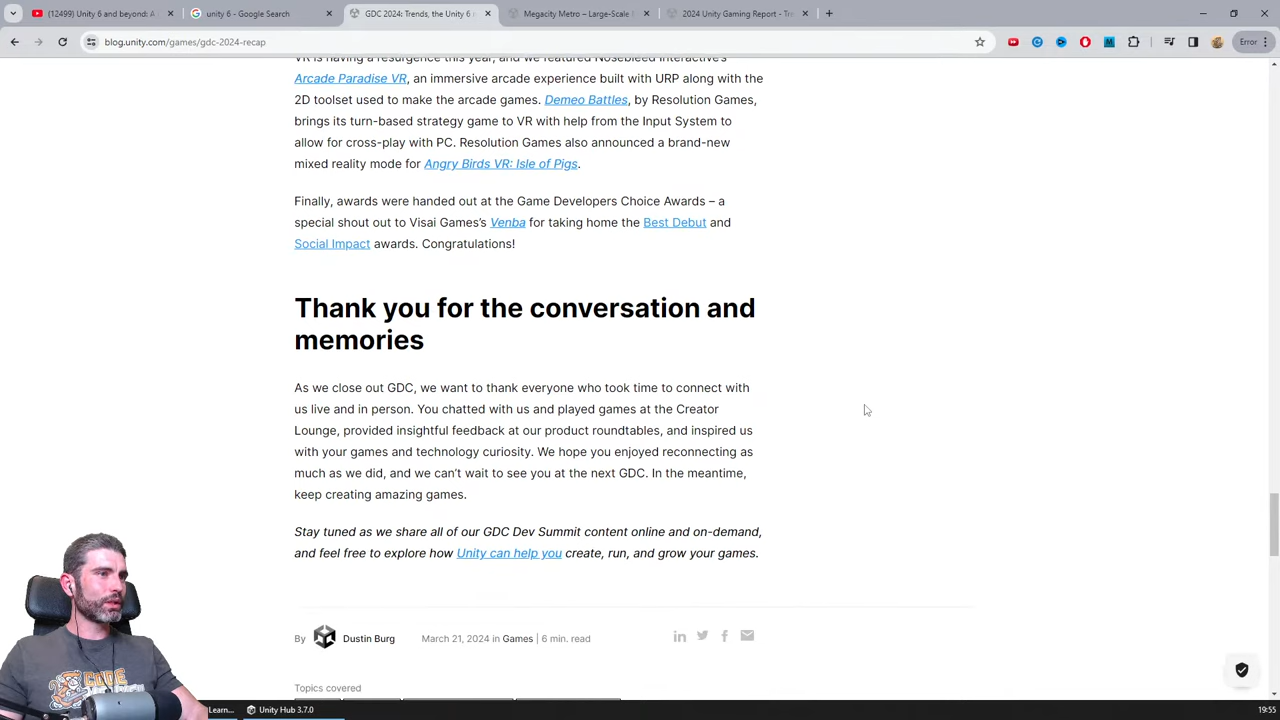 (12499) Unity 6 and beyond: A
unity 6 - Google Search
GDC 2024: Trends, the Unity 6
Megacity Metro – Large-Scale
2024 Unity Gaming Report - Tr
blog.unity.com/games/gdc-2024-recap
Error
VR is having a resurgence this year, and we featured Nosebleed Interactive's
Arcade Paradise VR, an immersive arcade experience built with URP along with the
2D toolset used to make the arcade games. Demeo Battles, by Resolution Games,
brings its turn-based strategy game to VR with help from the Input System to
allow for cross-play with PC. Resolution Games also announced a brand-new
mixed reality mode for Angry Birds VR: Isle of Pigs.
Finally, awards were handed out at the Game Developers Choice Awards – a
special shout out to Visai Games's Venba for taking home the Best Debut and
Social Impact awards. Congratulations!
Thank you for the conversation and
memories
As we close out GDC, we want to thank everyone who took time to connect with
us live and in person. You chatted with us and played games at the Creator
Lounge, provided insightful feedback at our product roundtables, and inspired us
with your games and technology curiosity. We hope you enjoyed reconnecting as
much as we did, and we can't wait to see you at the next GDC. In the meantime,
keep creating amazing games.
Stay tuned as we share all of our GDC Dev Summit content online and on-demand,
and feel free to explore how Unity can help you create, run, and grow your games.
By Dustin Burg March 21, 2024 in Games | 6 min. read
Topics covered
CODE
Learn...
Unity Hub 3.7.0
19:55